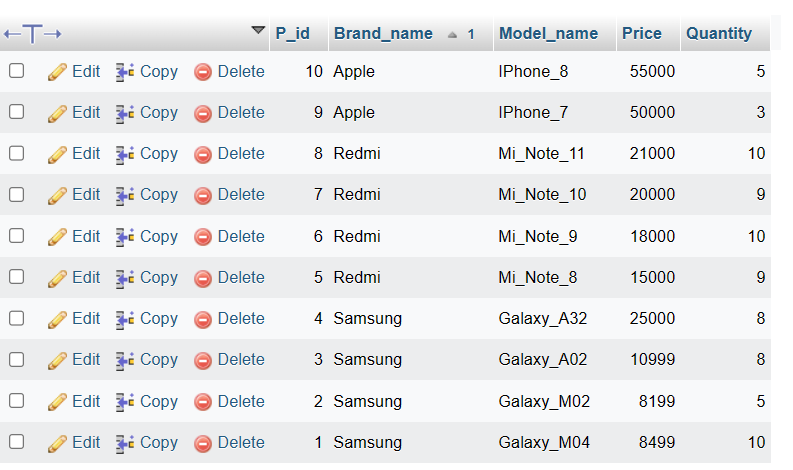 P_id Brand_name 1 Model_name Price Quantity
Edit Copy Delete 10 Apple IPhone_8 55000 5
Edit Copy Delete 9 Apple IPhone_7 50000 3
Edit Copy Delete 8 Redmi Mi_Note_11 21000 10
Edit Copy Delete 7 Redmi Mi_Note_10 20000 9
Edit Copy Delete 6 Redmi Mi_Note_9 18000 10
Edit Copy Delete 5 Redmi Mi_Note_8 15000 9
Edit Copy Delete 4 Samsung Galaxy_A32 25000 8
Edit Copy Delete 3 Samsung Galaxy_A02 10999 8
Edit Copy Delete 2 Samsung Galaxy_M02 8199 5
Edit Copy Delete 1 Samsung Galaxy_M04 8499 10